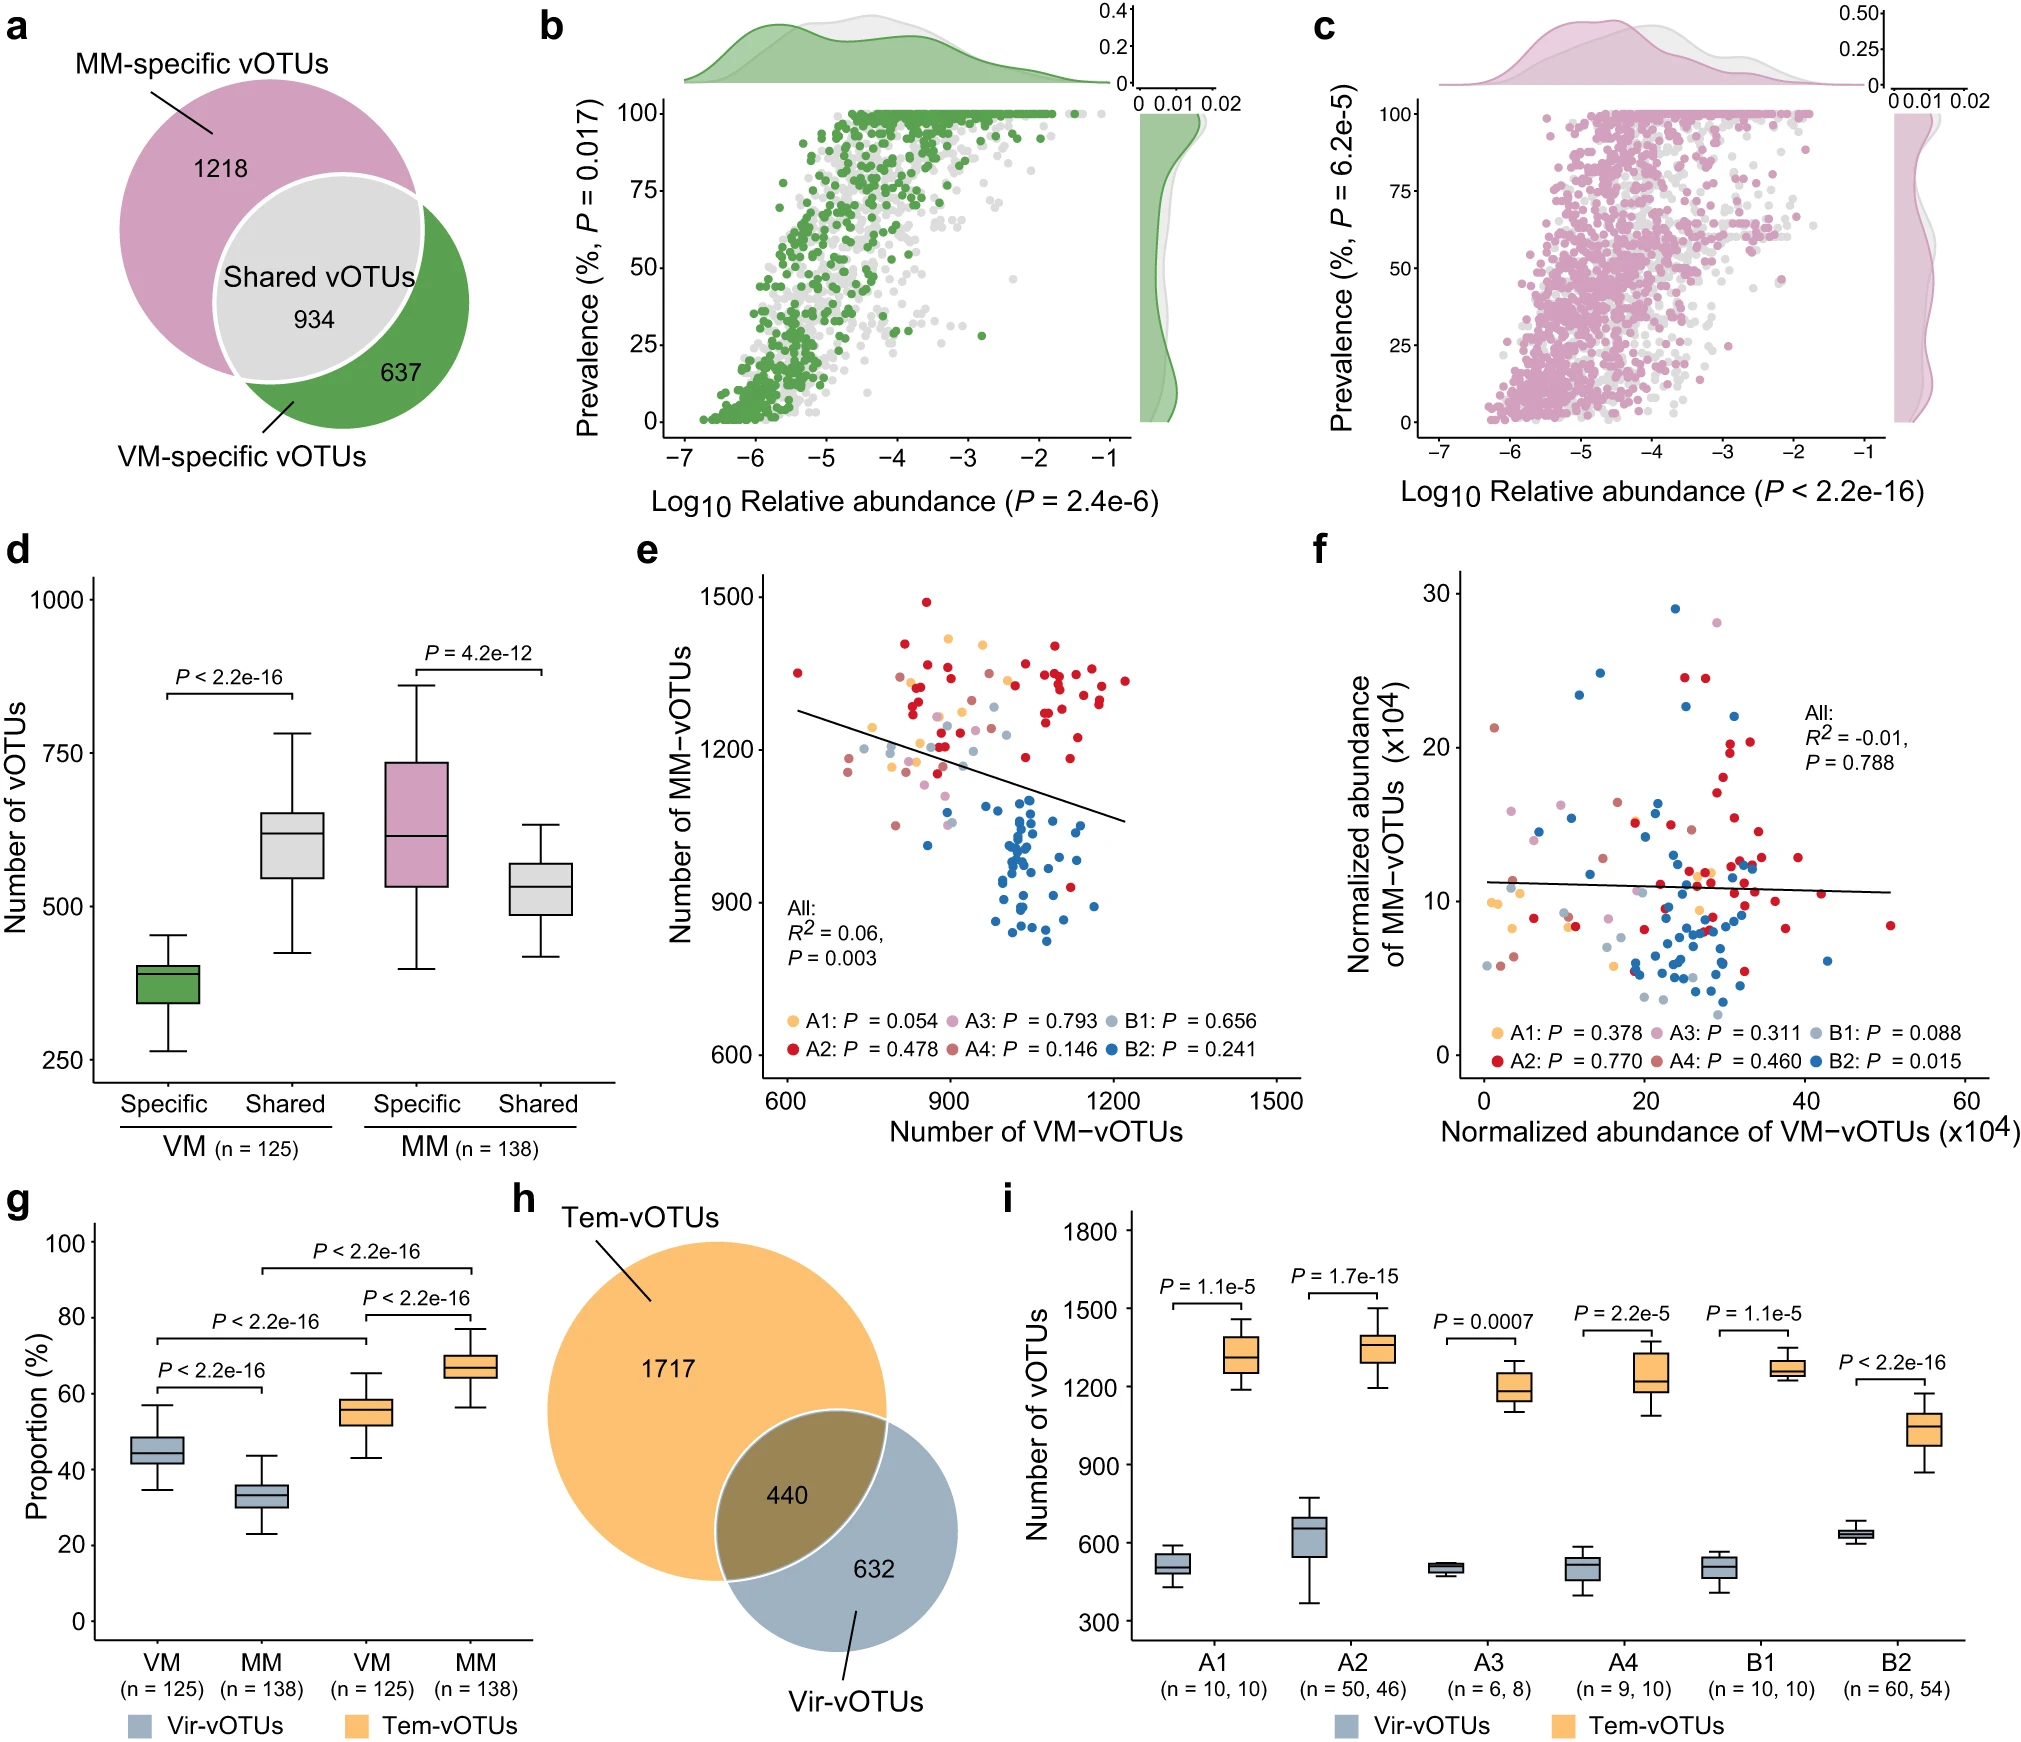 a
MM-specific vOTUs
1218
Shared vOTUs
934
637
VM-specific vOTUs
b
0.4
0.2
0
0 0.01 0.02
Prevalence (%, P = 0.017)
100
75
50
25
0
−7 −6 −5 −4 −3 −2 −1
Log10 Relative abundance (P = 2.4e-6)
c
0.50
0.25
0
0 0.01 0.02
Prevalence (%, P = 6.2e-5)
100
75
50
25
0
−7 −6 −5 −4 −3 −2 −1
Log10 Relative abundance (P < 2.2e-16)
d
Number of vOTUs
1000
750
500
250
P < 2.2e-16
P = 4.2e-12
Specific Shared Specific Shared
VM (n = 125) MM (n = 138)
e
Number of MM−vOTUs
1500
1200
900
600
All:
R2 = 0.06,
P = 0.003
A1: P = 0.054 A3: P = 0.793 B1: P = 0.656
A2: P = 0.478 A4: P = 0.146 B2: P = 0.241
600 900 1200 1500
Number of VM−vOTUs
f
Normalized abundance
of MM−vOTUs (x104)
30
20
10
0
All:
R2 = -0.01,
P = 0.788
A1: P = 0.378 A3: P = 0.311 B1: P = 0.088
A2: P = 0.770 A4: P = 0.460 B2: P = 0.015
0 20 40 60
Normalized abundance of VM−vOTUs (x104)
g
Proportion (%)
100
80
60
40
20
0
P < 2.2e-16
P < 2.2e-16
P < 2.2e-16
P < 2.2e-16
VM MM VM MM
(n = 125) (n = 138) (n = 125) (n = 138)
Vir-vOTUs Tem-vOTUs
h
Tem-vOTUs
1717
440
632
Vir-vOTUs
i
Number of vOTUs
1800
1500
1200
900
600
300
P = 1.1e-5
P = 1.7e-15
P = 0.0007
P = 2.2e-5
P = 1.1e-5
P < 2.2e-16
A1 A2 A3 A4 B1 B2
(n = 10, 10) (n = 50, 46) (n = 6, 8) (n = 9, 10) (n = 10, 10) (n = 60, 54)
Vir-vOTUs Tem-vOTUs